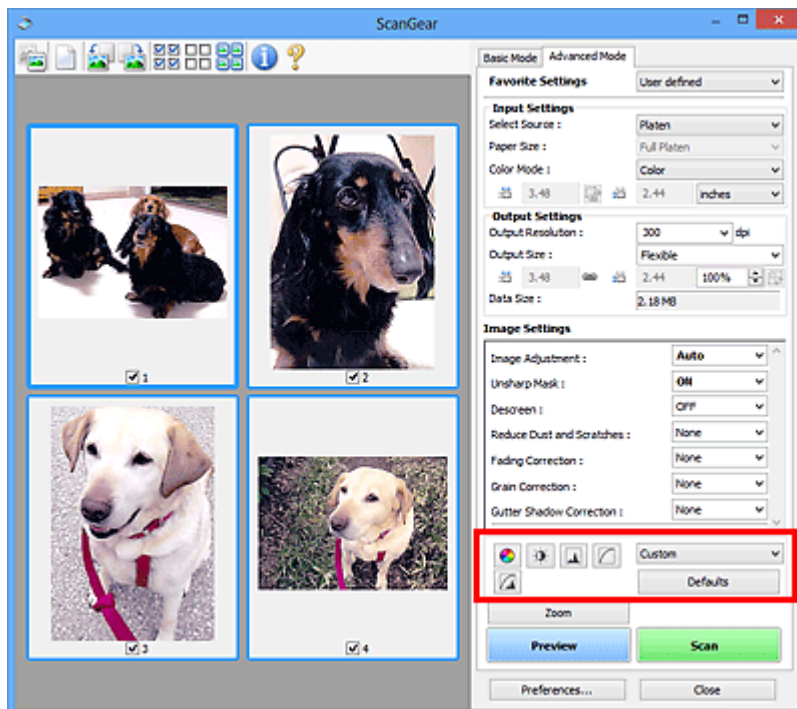 ScanGear
Basic Mode Advanced Mode
Favorite Settings User defined
Input Settings
Select Source : Platen
Paper Size : Full Platen
Color Mode : Color
3.48 2.44 inches
Output Settings
Output Resolution : 300 dpi
Output Size : Flexible
3.48 2.44 100%
Data Size : 2.18 MB
Image Settings
Image Adjustment : Auto
Unsharp Mask : ON
Descreen : OFF
Reduce Dust and Scratches : None
Fading Correction : None
Grain Correction : None
Gutter Shadow Correction : None
Custom
Defaults
Zoom
Preview Scan
Preferences... Close
1
2
3
4